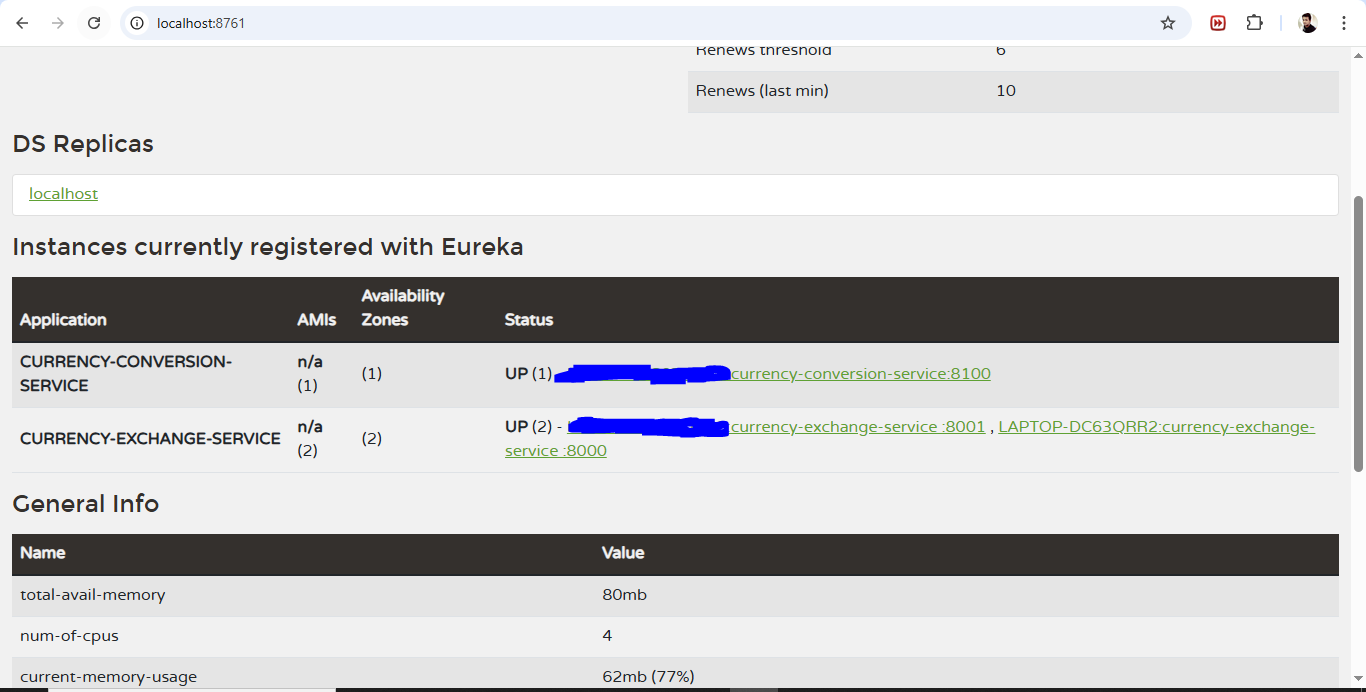 localhost:8761
Renews threshold 6
Renews (last min) 10
DS Replicas
localhost
Instances currently registered with Eureka
Application AMIs Availability Zones Status
CURRENCY-CONVERSION-SERVICE n/a (1) (1) UP (1) currency-conversion-service:8100
CURRENCY-EXCHANGE-SERVICE n/a (2) (2) UP (2) - currency-exchange-service :8001 , LAPTOP-DC63QRR2:currency-exchange-
service :8000
General Info
Name Value
total-avail-memory 80mb
num-of-cpus 4
current-memory-usage 62mb (77%)